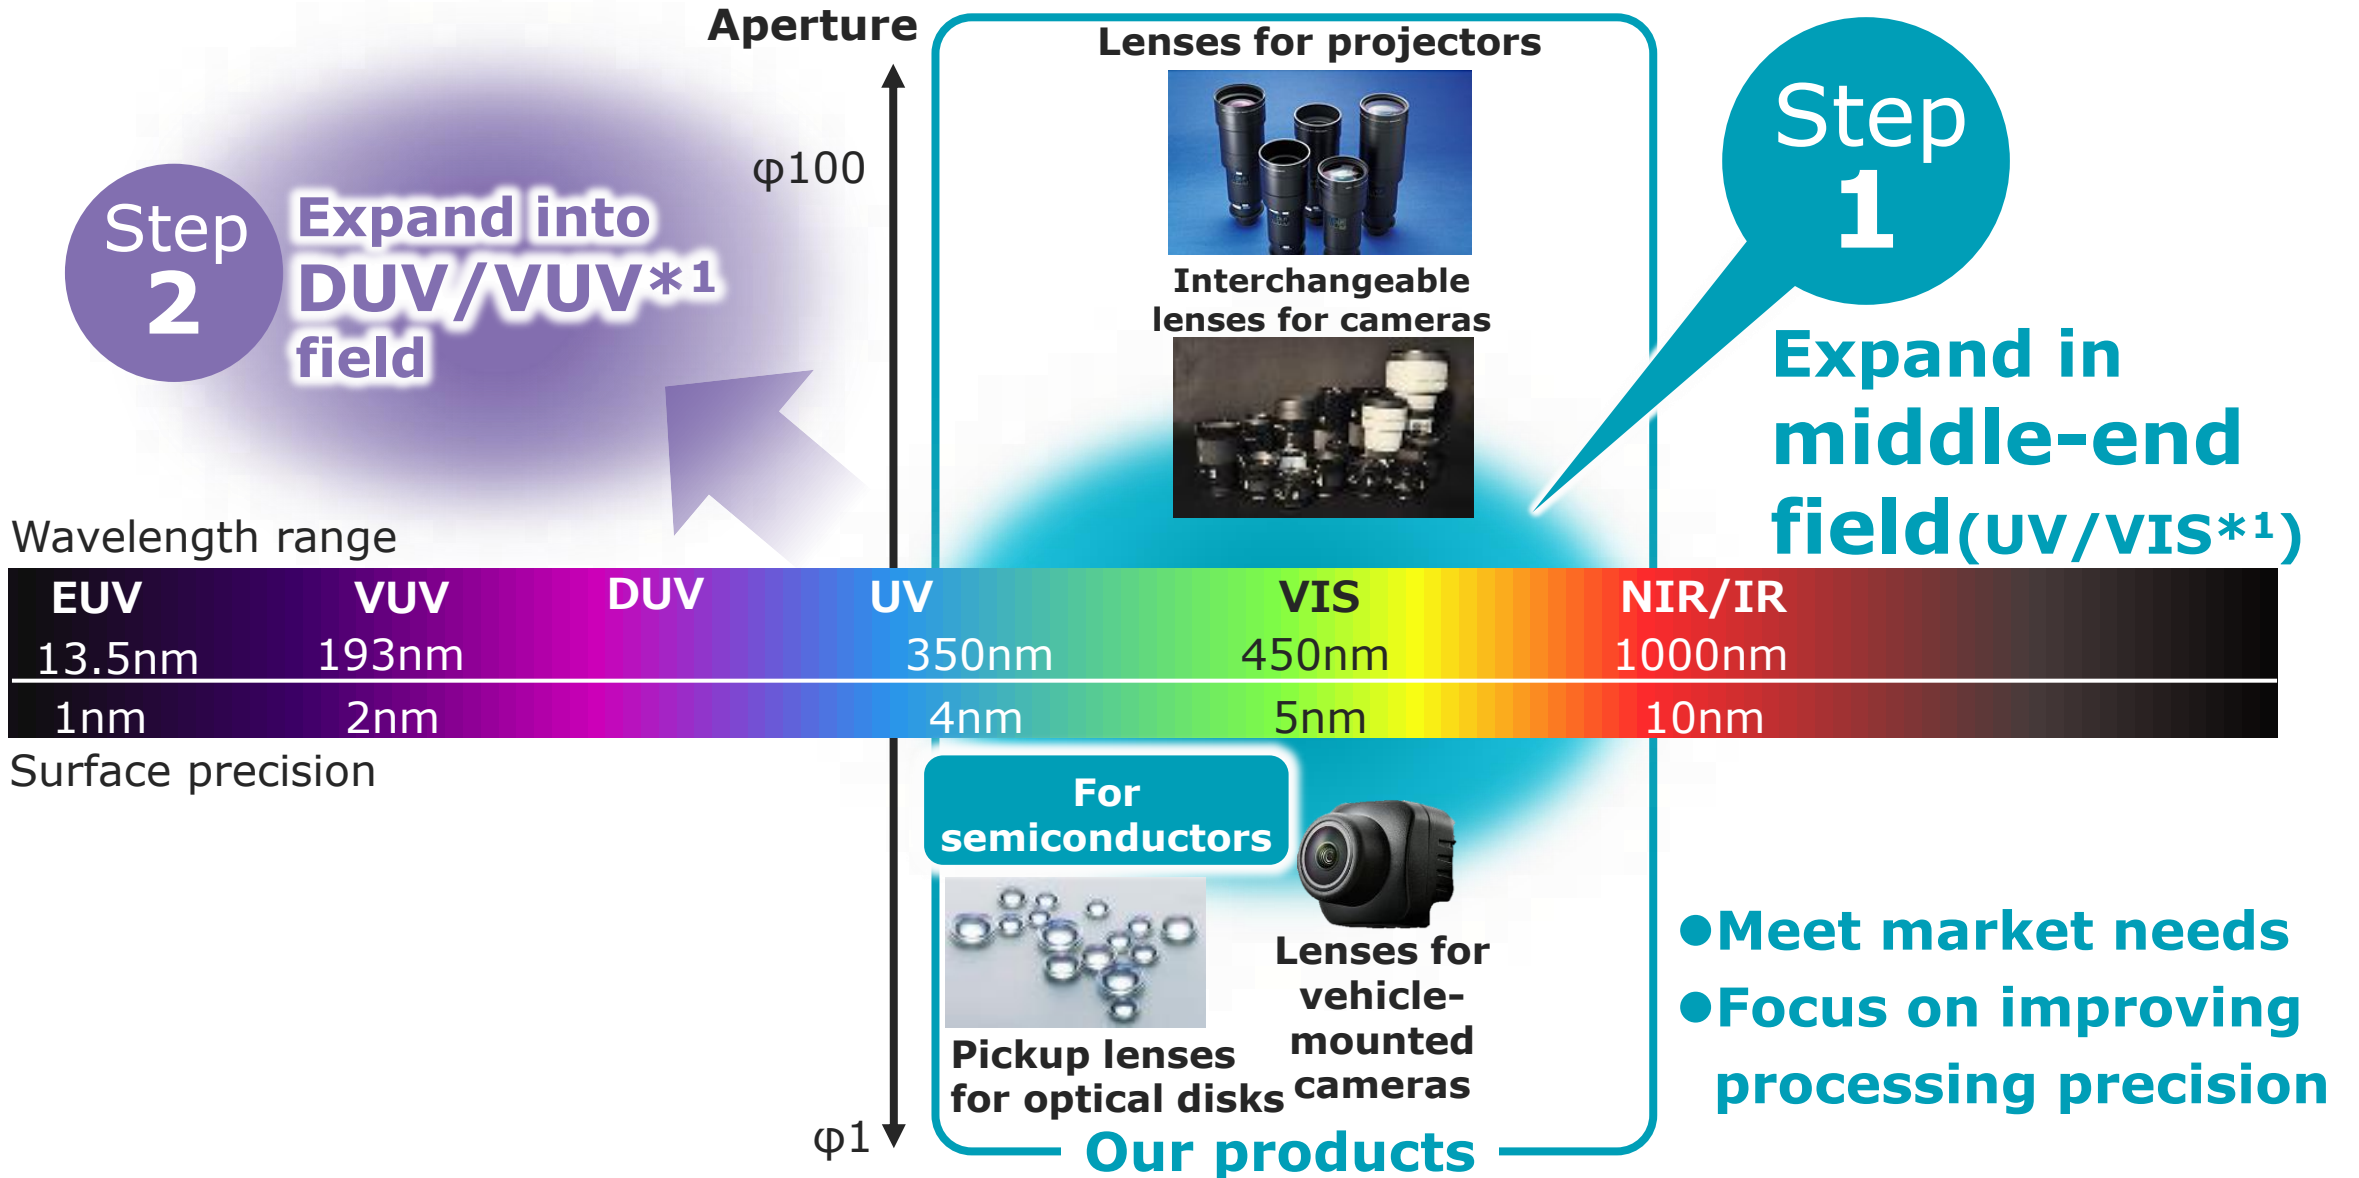 Aperture
φ100
φ1
Step
2
Expand into
DUV/VUV*1
field
Lenses for projectors
Interchangeable
lenses for cameras
Step
1
Expand in
middle-end
field(UV/VIS*1)
Wavelength range
EUV VUV DUV UV VIS NIR/IR
13.5nm 193nm 350nm 450nm 1000nm
1nm 2nm 4nm 5nm 10nm
Surface precision
For
semiconductors
Pickup lenses
for optical disks
Lenses for
vehicle-
mounted
cameras
Our products
●Meet market needs
●Focus on improving
processing precision